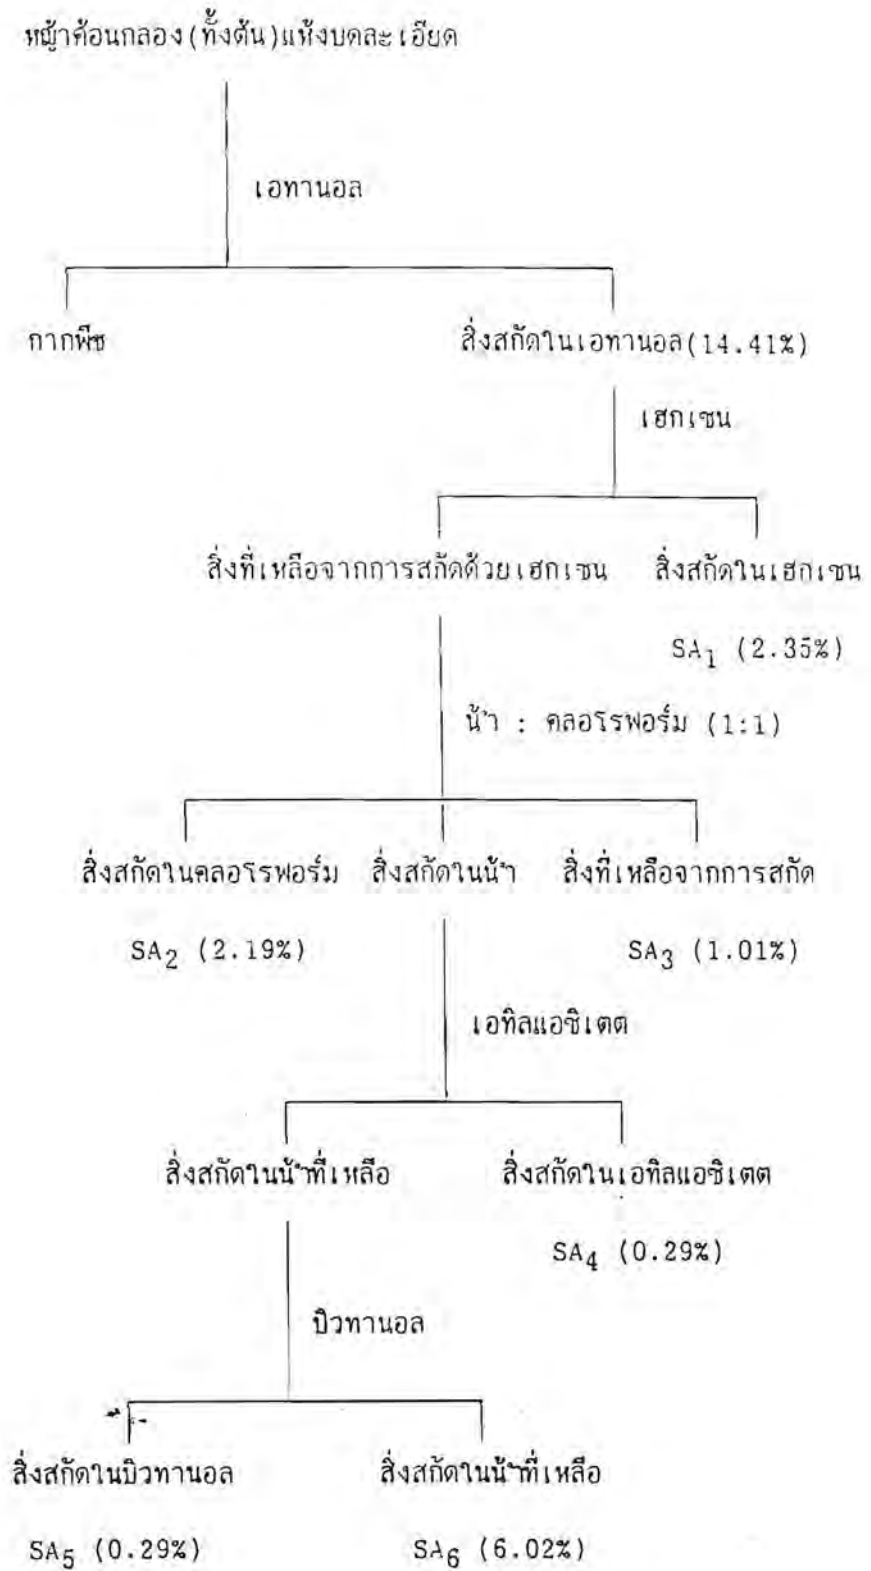 หญ้าค้อนกลอง(ทั้งต้น)แห้งบดละเอียด
เอทานอล
กากพืช
สิ่งสกัดในเอทานอล(14.41%)
เฮกเซน
สิ่งที่เหลือจากการสกัดด้วยเฮกเซน
สิ่งสกัดในเฮกเซน
SA1 (2.35%)
น้ำ : คลอโรฟอร์ม (1:1)
สิ่งสกัดในคลอโรฟอร์ม
สิ่งสกัดในน้ำ
สิ่งที่เหลือจากการสกัด
SA2 (2.19%)
SA3 (1.01%)
เอทิลแอซิเตต
สิ่งสกัดในน้ำที่เหลือ
สิ่งสกัดในเอทิลแอซิเตต
SA4 (0.29%)
บิวทานอล
สิ่งสกัดในบิวทานอล
สิ่งสกัดในน้ำที่เหลือ
SA5 (0.29%)
SA6 (6.02%)